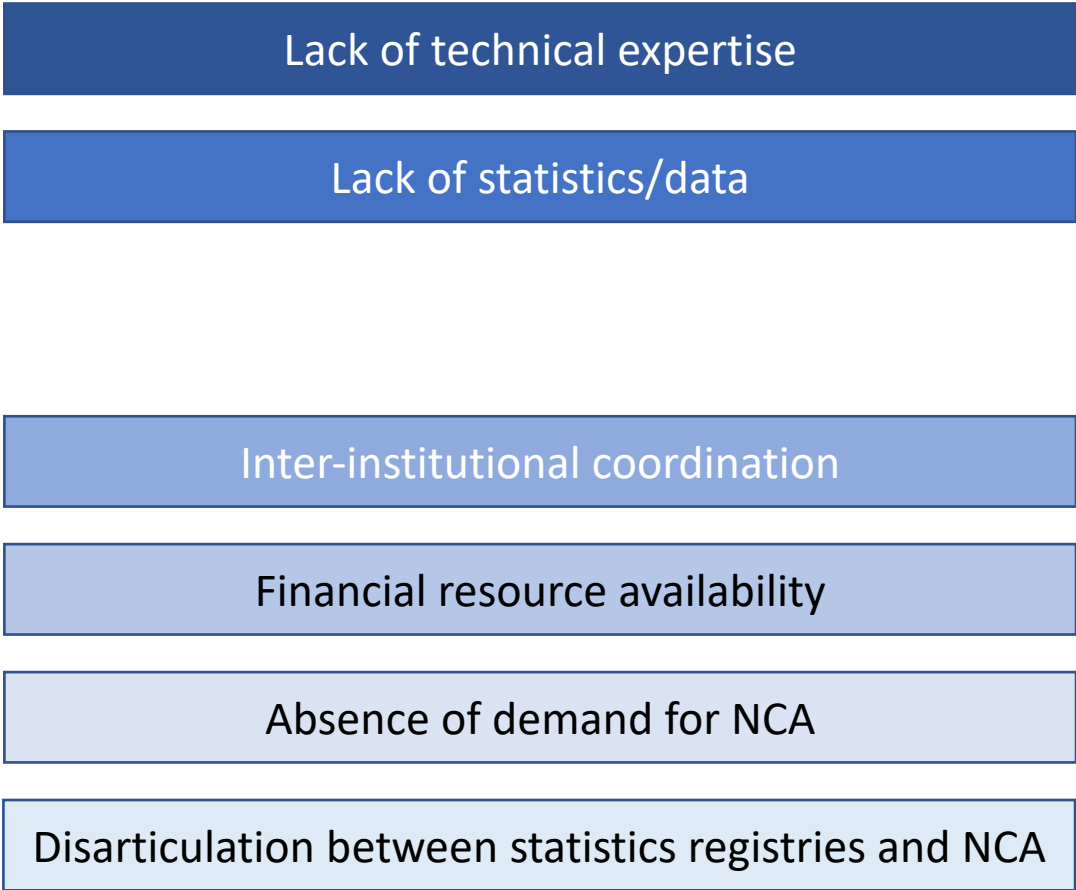 Lack of technical expertise
Lack of statistics/data
Inter-institutional coordination
Financial resource availability
Absence of demand for NCA
Disarticulation between statistics registries and NCA